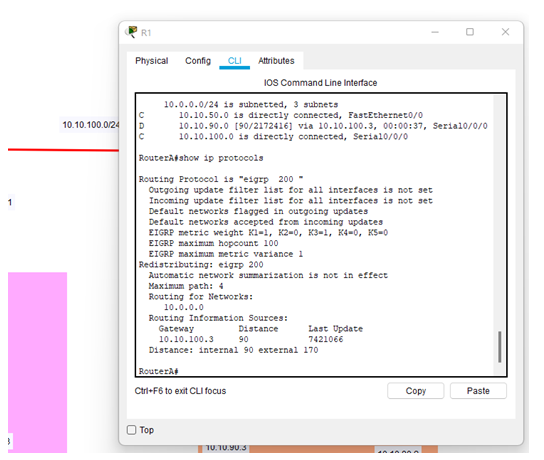 R1
Physical Config CLI Attributes
IOS Command Line Interface
10.0.0.0/24 is subnetted, 3 subnets
C 10.10.50.0 is directly connected, FastEthernet0/0
D 10.10.90.0 [90/2172416] via 10.10.100.3, 00:00:37, Serial0/0/0
C 10.10.100.0 is directly connected, Serial0/0/0
RouterA#show ip protocols
Routing Protocol is "eigrp 200 "
Outgoing update filter list for all interfaces is not set
Incoming update filter list for all interfaces is not set
Default networks flagged in outgoing updates
Default networks accepted from incoming updates
EIGRP metric weight K1=1, K2=0, K3=1, K4=0, K5=0
EIGRP maximum hopcount 100
EIGRP maximum metric variance 1
Redistributing: eigrp 200
Automatic network summarization is not in effect
Maximum path: 4
Routing for Networks:
10.0.0.0
Routing Information Sources:
Gateway Distance Last Update
10.10.100.3 90 7421066
Distance: internal 90 external 170
RouterA#
Ctrl+F6 to exit CLI focus
Copy Paste
Top
10.10.100.0/24
1
3
10.10.90.3